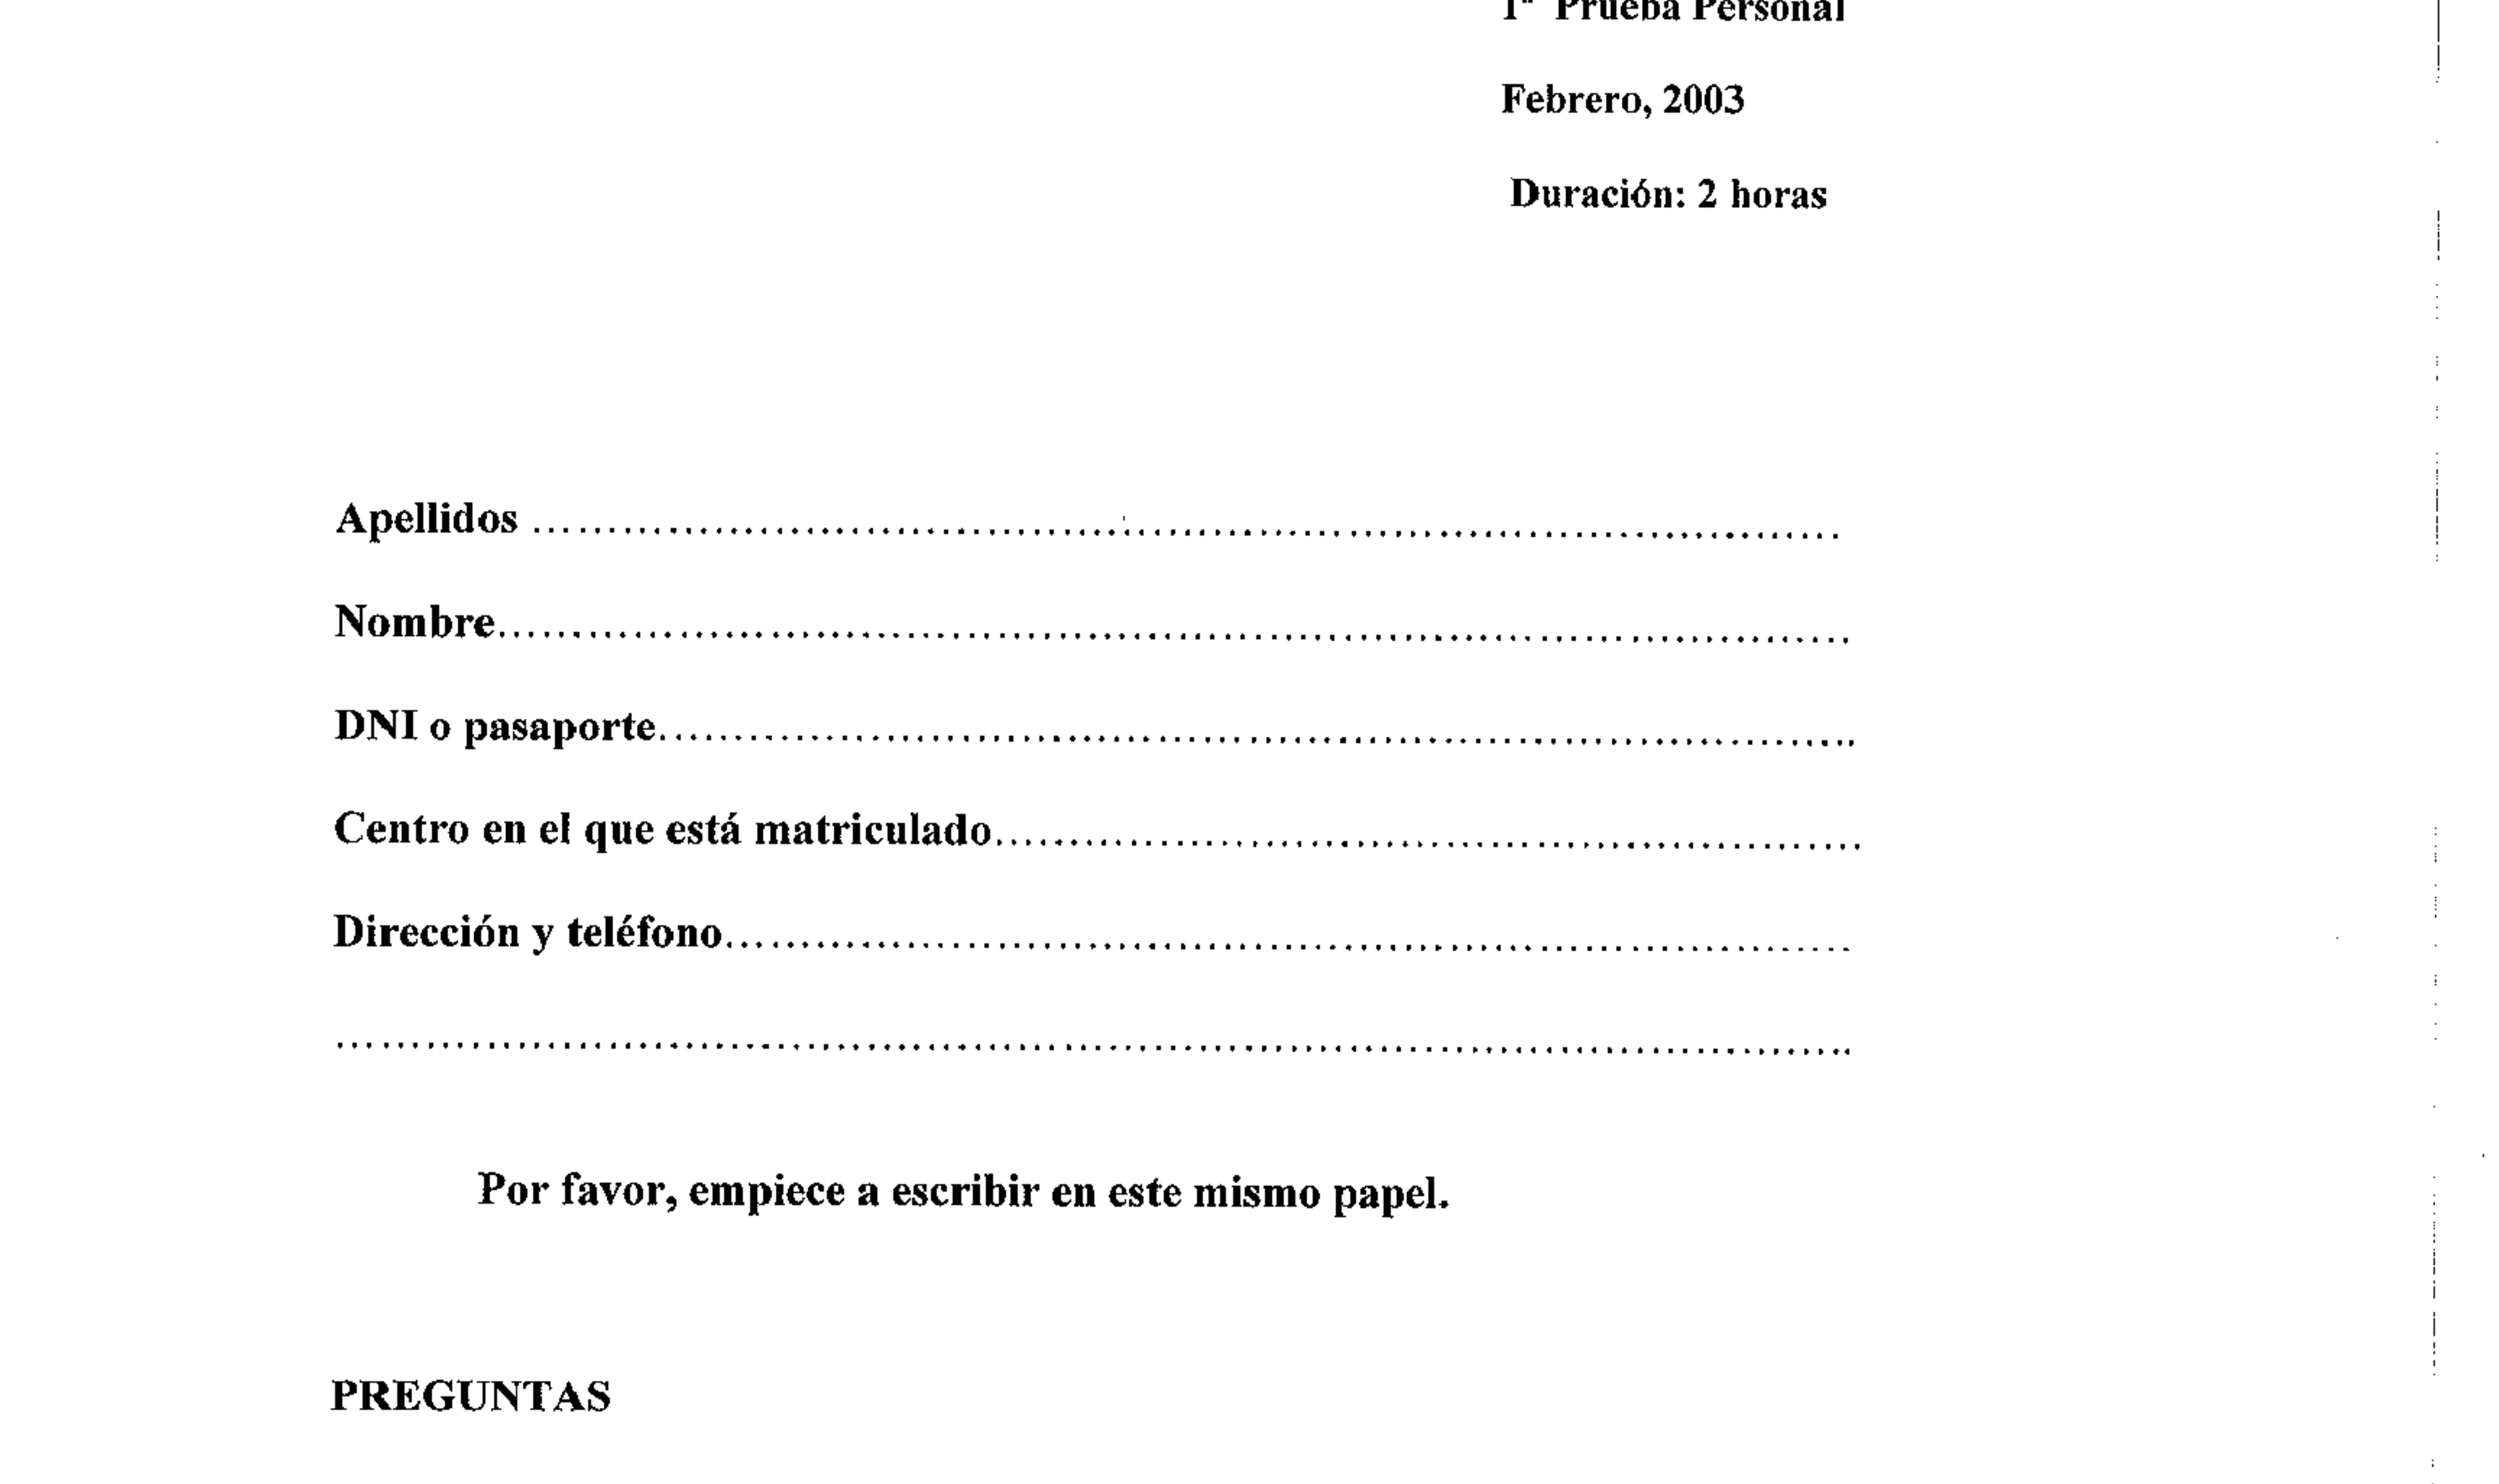 1ª Prueba Personal
Febrero, 2003
Duración: 2 horas
Apellidos ........................................................................................
Nombre...........................................................................................
DNI o pasaporte................................................................................
Centro en el que está matriculado..........................................................
Dirección y teléfono...........................................................................
.....................................................................................................
Por favor, empiece a escribir en este mismo papel.
PREGUNTAS